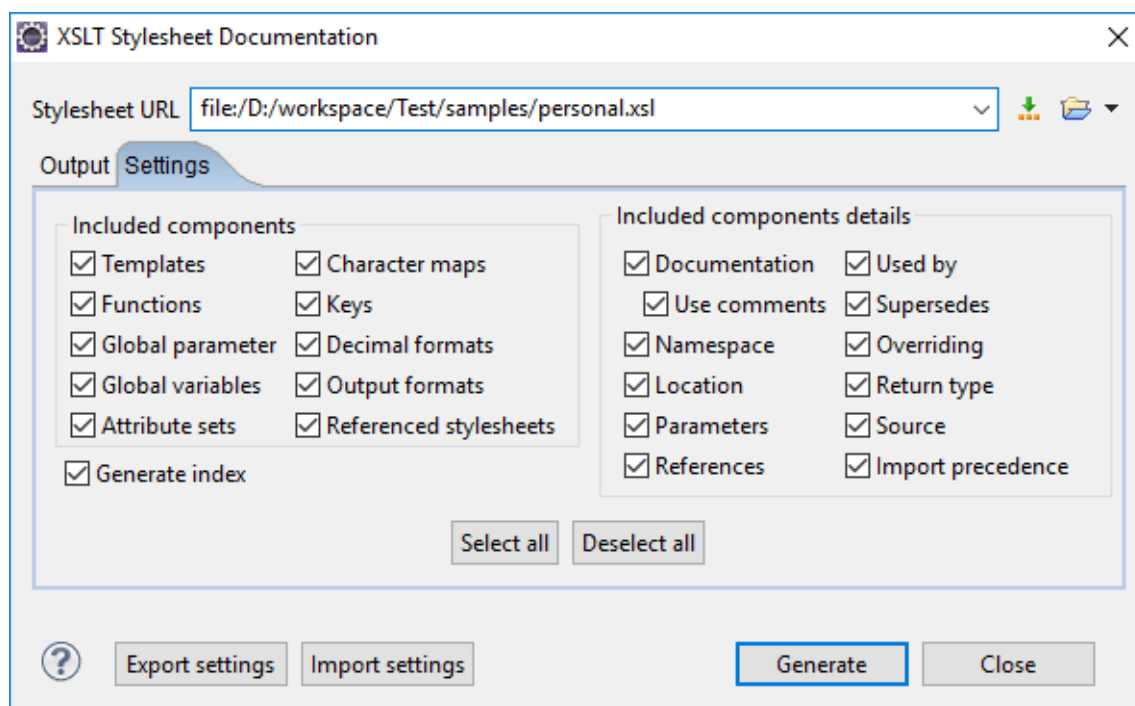 XSLT Stylesheet Documentation
Stylesheet URL file:/D:/workspace/Test/samples/personal.xsl
Output Settings
Included components
Templates Character maps
Functions Keys
Global parameter Decimal formats
Global variables Output formats
Attribute sets Referenced stylesheets
Generate index
Included components details
Documentation Used by
Use comments Supersedes
Namespace Overriding
Location Return type
Parameters Source
References Import precedence
Select all Deselect all
? Export settings Import settings Generate Close